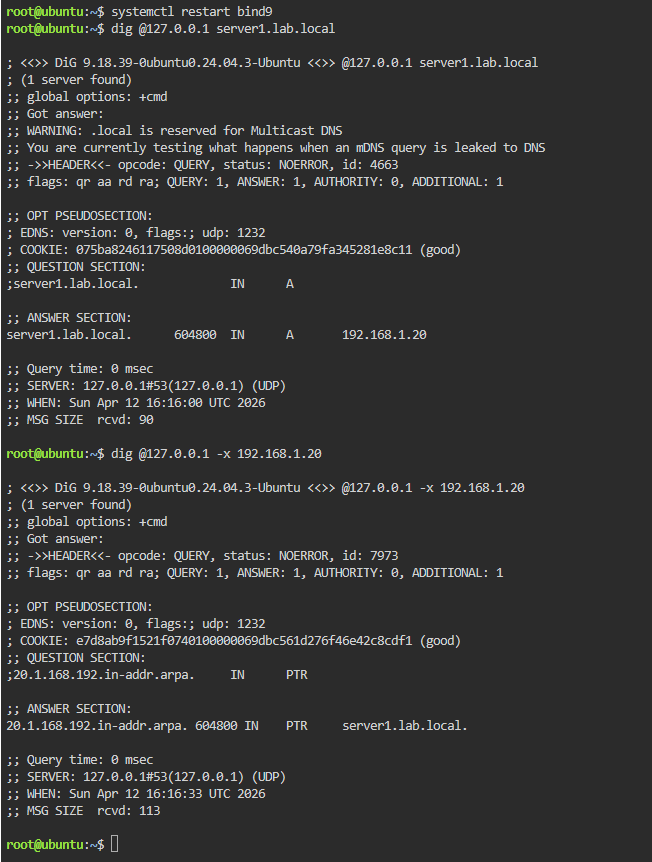 root@ubuntu:~$ systemctl restart bind9
root@ubuntu:~$ dig @127.0.0.1 server1.lab.local

; <<>> DiG 9.18.39-0ubuntu0.24.04.3-Ubuntu <<>> @127.0.0.1 server1.lab.local
; (1 server found)
;; global options: +cmd
;; Got answer:
;; WARNING: .local is reserved for Multicast DNS
;; You are currently testing what happens when an mDNS query is leaked to DNS
;; ->>HEADER<<- opcode: QUERY, status: NOERROR, id: 4663
;; flags: qr aa rd ra; QUERY: 1, ANSWER: 1, AUTHORITY: 0, ADDITIONAL: 1

;; OPT PSEUDOSECTION:
; EDNS: version: 0, flags:; udp: 1232
; COOKIE: 075ba8246117508d0100000069dbc540a79fa345281e8c11 (good)
;; QUESTION SECTION:
;server1.lab.local.             IN      A

;; ANSWER SECTION:
server1.lab.local.      604800  IN      A       192.168.1.20

;; Query time: 0 msec
;; SERVER: 127.0.0.1#53(127.0.0.1) (UDP)
;; WHEN: Sun Apr 12 16:16:00 UTC 2026
;; MSG SIZE  rcvd: 90

root@ubuntu:~$ dig @127.0.0.1 -x 192.168.1.20

; <<>> DiG 9.18.39-0ubuntu0.24.04.3-Ubuntu <<>> @127.0.0.1 -x 192.168.1.20
; (1 server found)
;; global options: +cmd
;; Got answer:
;; ->>HEADER<<- opcode: QUERY, status: NOERROR, id: 7973
;; flags: qr aa rd ra; QUERY: 1, ANSWER: 1, AUTHORITY: 0, ADDITIONAL: 1

;; OPT PSEUDOSECTION:
; EDNS: version: 0, flags:; udp: 1232
; COOKIE: e7d8ab9f1521f0740100000069dbc561d276f46e42c8cdf1 (good)
;; QUESTION SECTION:
;20.1.168.192.in-addr.arpa.     IN      PTR

;; ANSWER SECTION:
20.1.168.192.in-addr.arpa. 604800 IN    PTR     server1.lab.local.

;; Query time: 0 msec
;; SERVER: 127.0.0.1#53(127.0.0.1) (UDP)
;; WHEN: Sun Apr 12 16:16:33 UTC 2026
;; MSG SIZE  rcvd: 113

root@ubuntu:~$